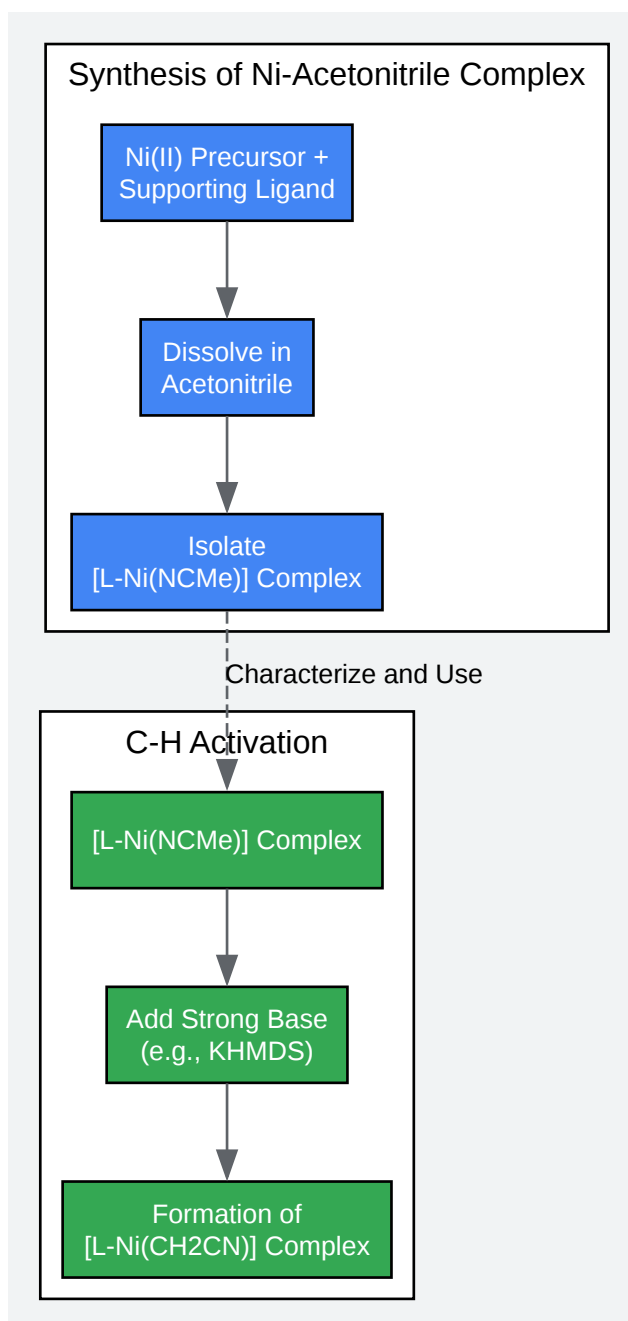 Synthesis of Ni-Acetonitrile Complex
Ni(II) Precursor +
Supporting Ligand
Dissolve in
Acetonitrile
Isolate
[L-Ni(NCMe)] Complex
Characterize and Use
C-H Activation
[L-Ni(NCMe)] Complex
Add Strong Base
(e.g., KHMDS)
Formation of
[L-Ni(CH2CN)] Complex